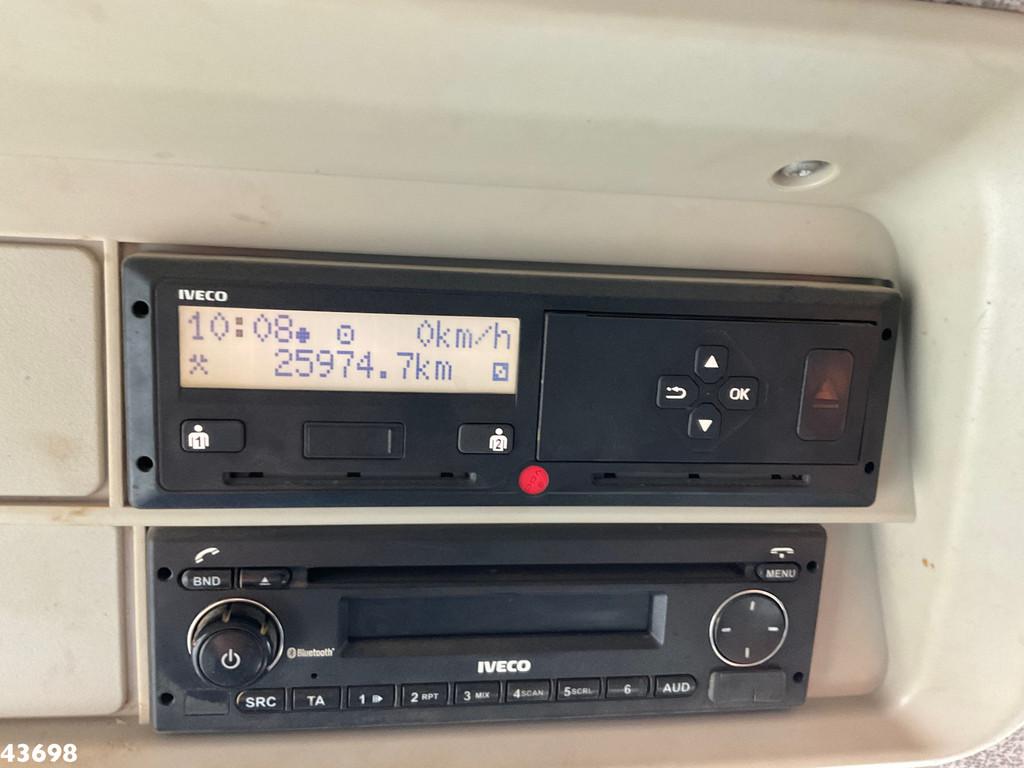 IVECO
10:08 0km/h
25974.7km
1 2
OK
BND MENU
Bluetooth
IVECO
SRC TA 1 2 RPT 3 MIX 4 SCAN 5 SCRL 6 AUD
43698